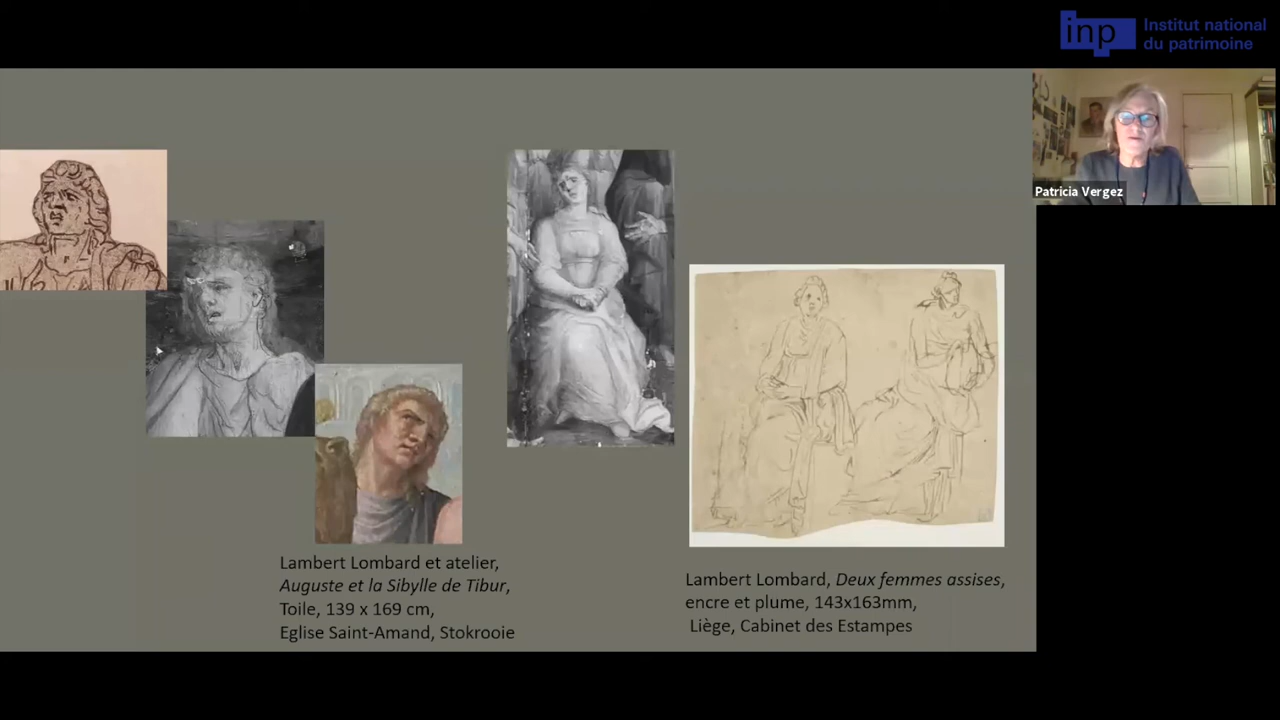 inp
Institut national
du patrimoine
Patricia Vergez
Lambert Lombard et atelier,
Auguste et la Sibylle de Tibur,
Toile, 139 x 169 cm,
Eglise Saint-Amand, Stokrooie
Lambert Lombard, Deux femmes assises,
encre et plume, 143x163mm,
Liège, Cabinet des Estampes